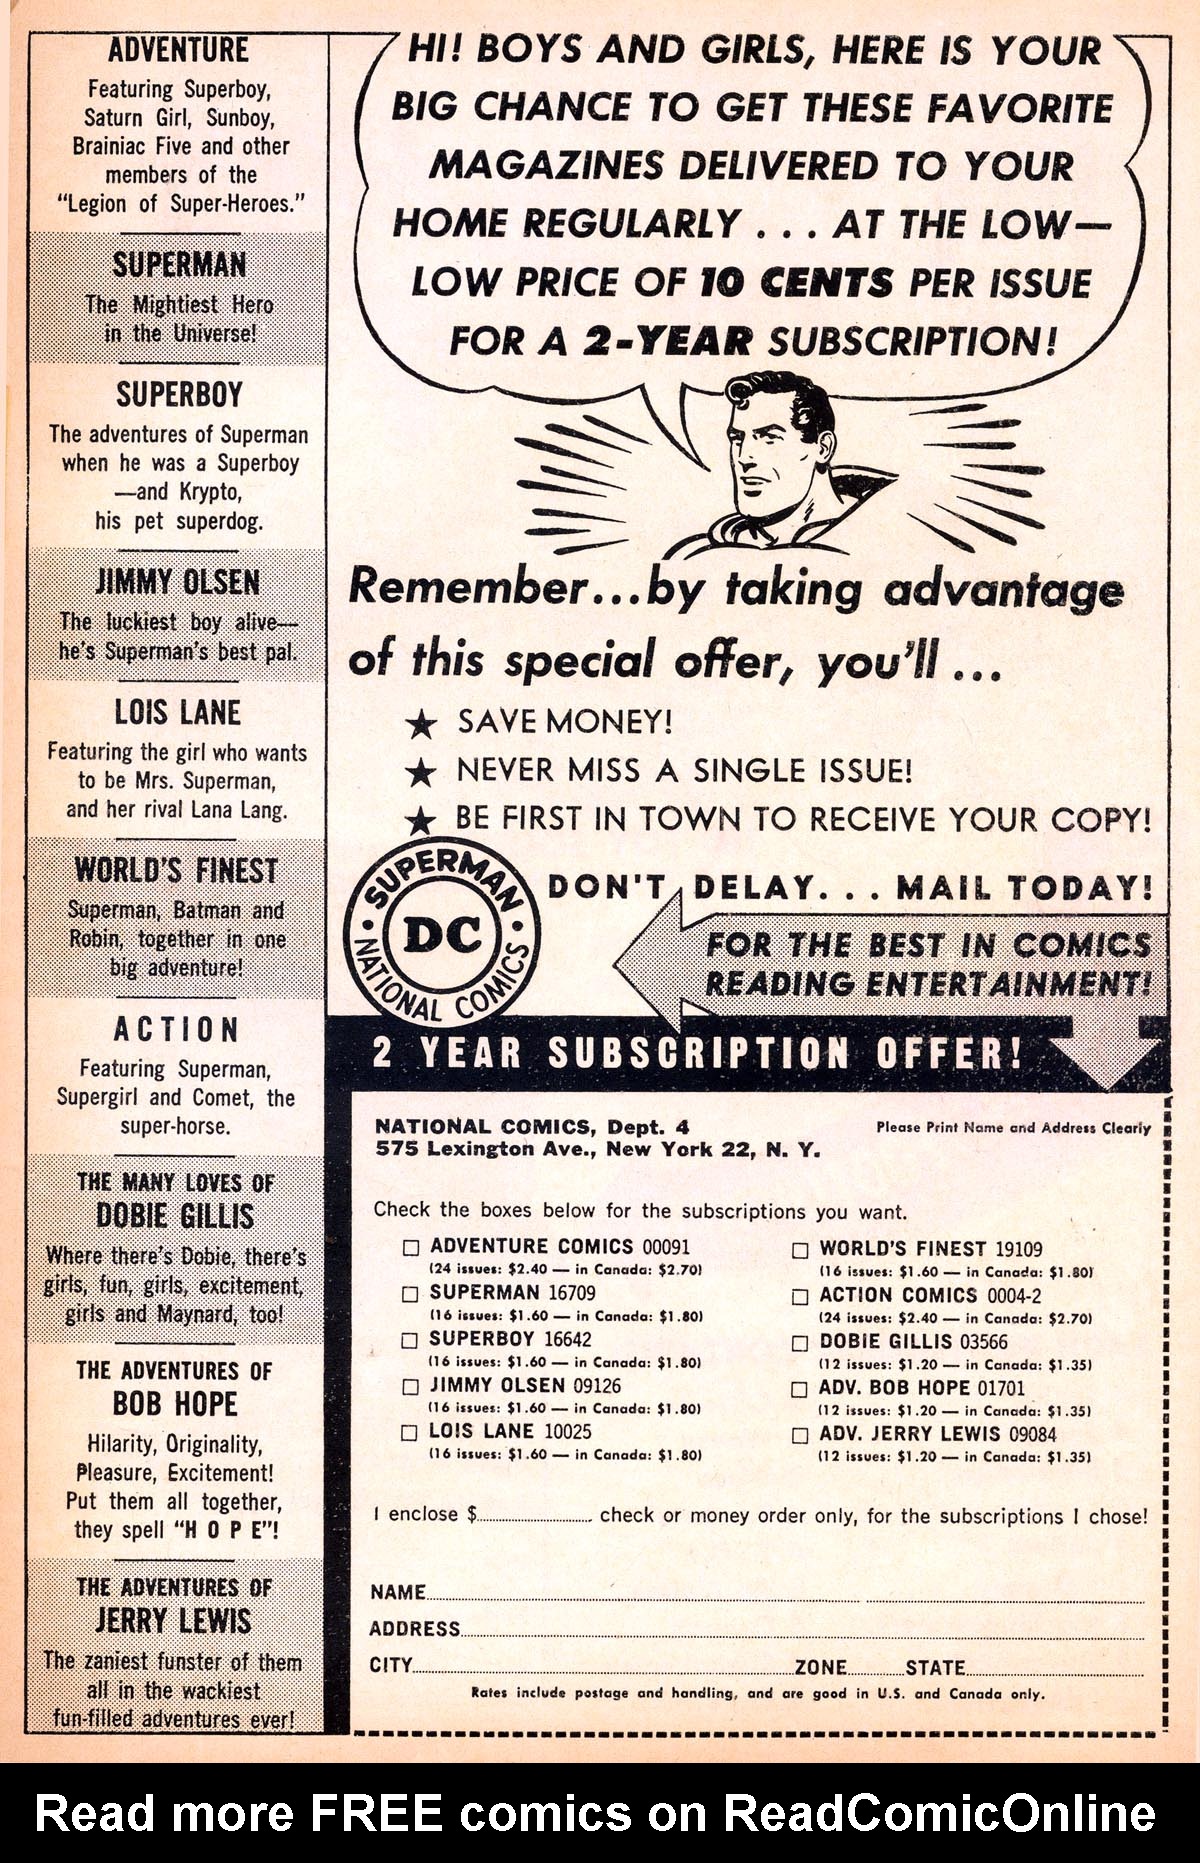 ADVENTURE
Featuring Superboy,
Saturn Girl, Sunboy,
Brainiac Five and other
members of the
“Legion of Super-Heroes.”
SUPERMAN
The Mightiest Hero
in the Universe!
SUPERBOY
The adventures of Superman
when he was a Superboy
—and Krypto,
his pet superdog.
JIMMY OLSEN
The luckiest boy alive—
he's Superman's best pal.
LOIS LANE
Featuring the girl who wants
to be Mrs. Superman,
and her rival Lana Lang.
WORLD'S FINEST
Superman, Batman and
Robin, together in one
big adventure!
ACTION
Featuring Superman,
Supergirl and Comet, the
super-horse.
THE MANY LOVES OF
DOBIE GILLIS
Where there's Dobie, there's
girls, fun, girls, excitement,
girls and Maynard, too!
THE ADVENTURES OF
BOB HOPE
Hilarity, Originality,
Pleasure, Excitement!
Put them all together,
they spell “H O P E”!
THE ADVENTURES OF
JERRY LEWIS
The zaniest funster of them
all in the wackiest
fun-filled adventures ever!
HI! BOYS AND GIRLS, HERE IS YOUR
BIG CHANCE TO GET THESE FAVORITE
MAGAZINES DELIVERED TO YOUR
HOME REGULARLY . . . AT THE LOW—
LOW PRICE OF 10 CENTS PER ISSUE
FOR A 2-YEAR SUBSCRIPTION!
Remember...by taking advantage
of this special offer, you'll ...
★ SAVE MONEY!
★ NEVER MISS A SINGLE ISSUE!
★ BE FIRST IN TOWN TO RECEIVE YOUR COPY!
SUPERMAN
DC
NATIONAL COMICS
DON'T DELAY. . . MAIL TODAY!
FOR THE BEST IN COMICS
READING ENTERTAINMENT!
2 YEAR SUBSCRIPTION OFFER!
NATIONAL COMICS, Dept. 4
575 Lexington Ave., New York 22, N. Y.
Please Print Name and Address Clearly
Check the boxes below for the subscriptions you want.
☐ ADVENTURE COMICS 00091
(24 issues: $2.40 — in Canada: $2.70)
☐ SUPERMAN 16709
(16 issues: $1.60 — in Canada: $1.80)
☐ SUPERBOY 16642
(16 issues: $1.60 — in Canada: $1.80)
☐ JIMMY OLSEN 09126
(16 issues: $1.60 — in Canada: $1.80)
☐ LOIS LANE 10025
(16 issues: $1.60 — in Canada: $1.80)
☐ WORLD'S FINEST 19109
(16 issues: $1.60 — in Canada: $1.80)
☐ ACTION COMICS 0004-2
(24 issues: $2.40 — in Canada: $2.70)
☐ DOBIE GILLIS 03566
(12 issues: $1.20 — in Canada: $1.35)
☐ ADV. BOB HOPE 01701
(12 issues: $1.20 — in Canada: $1.35)
☐ ADV. JERRY LEWIS 09084
(12 issues: $1.20 — in Canada: $1.35)
I enclose $.............................. check or money order only, for the subscriptions I chose!
NAME
ADDRESS
CITY ZONE STATE
Rates include postage and handling, and are good in U.S. and Canada only.
Read more FREE comics on ReadComicOnline